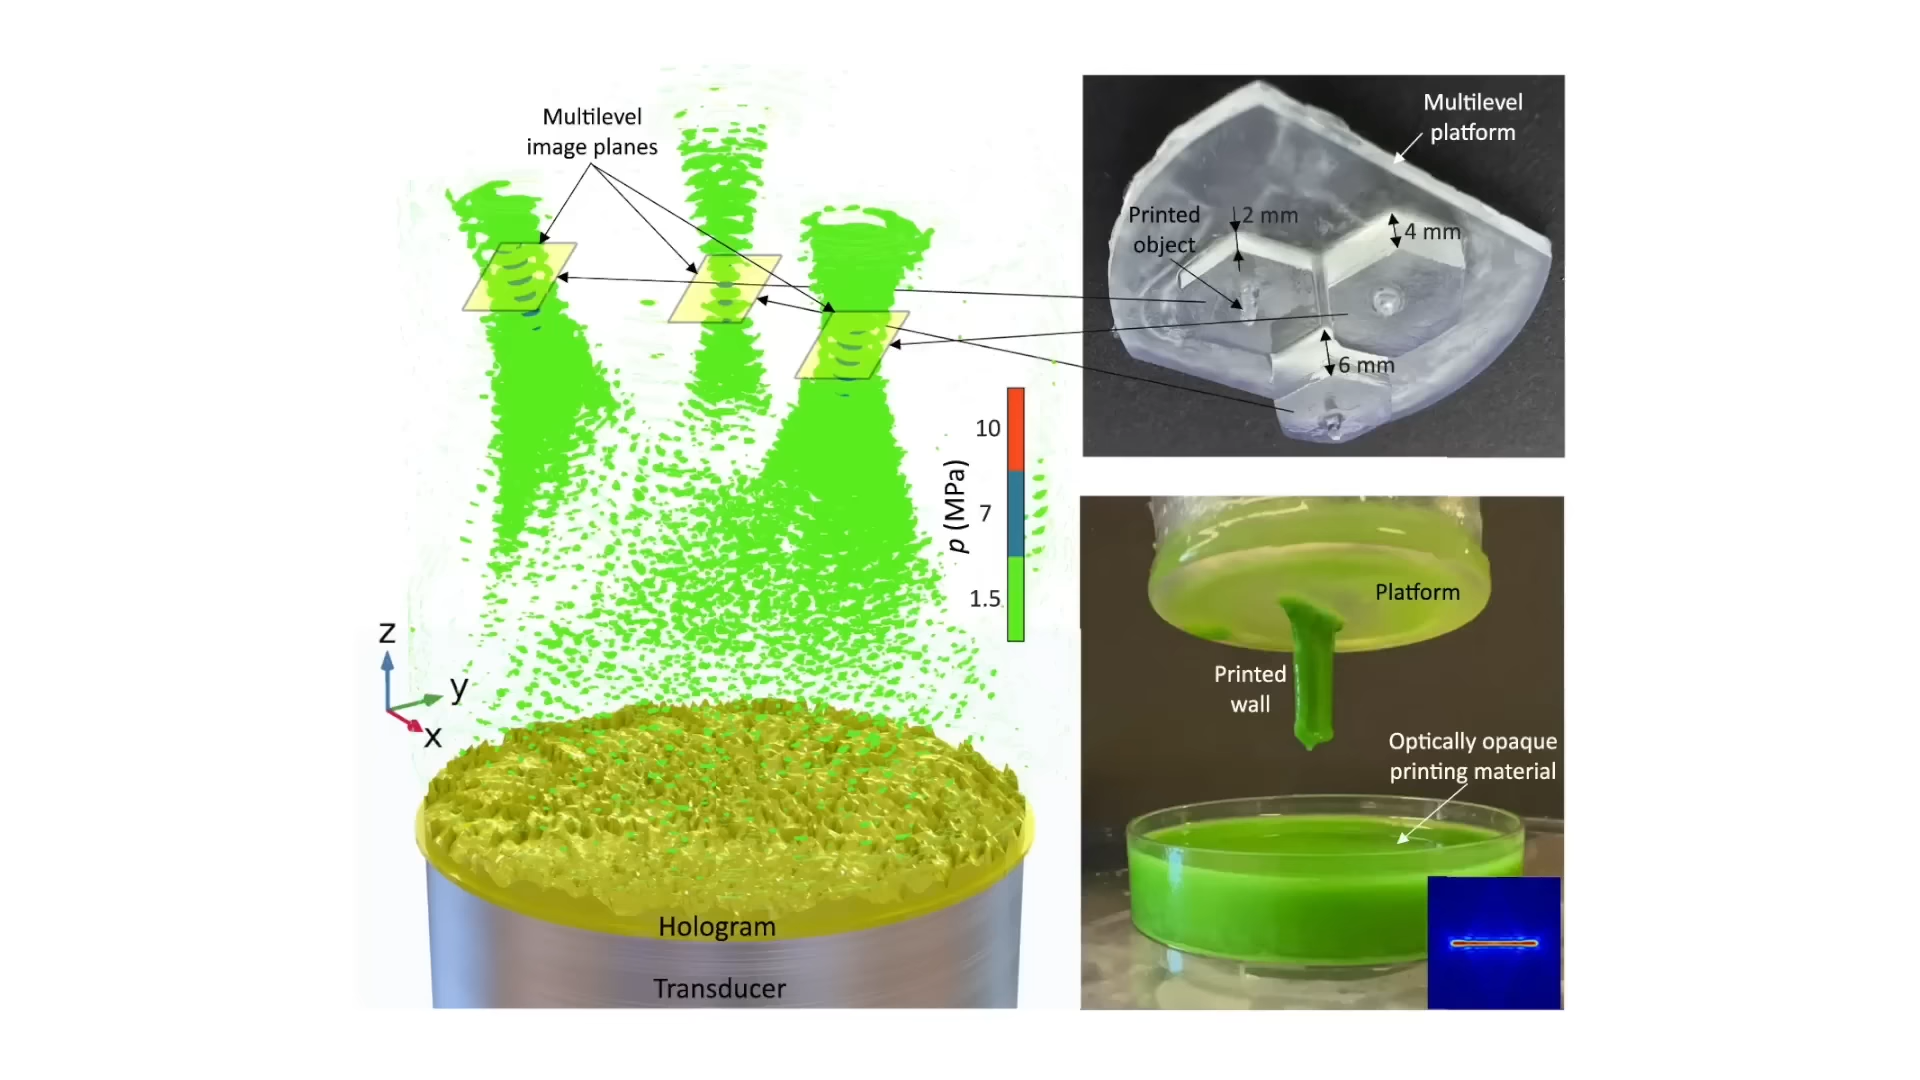 Multilevel
image planes
10
7
1.5
p (MPa)
z
y
x
Hologram
Transducer
Multilevel
platform
Printed
object
2 mm
4 mm
6 mm
Platform
Printed
wall
Optically opaque
printing material